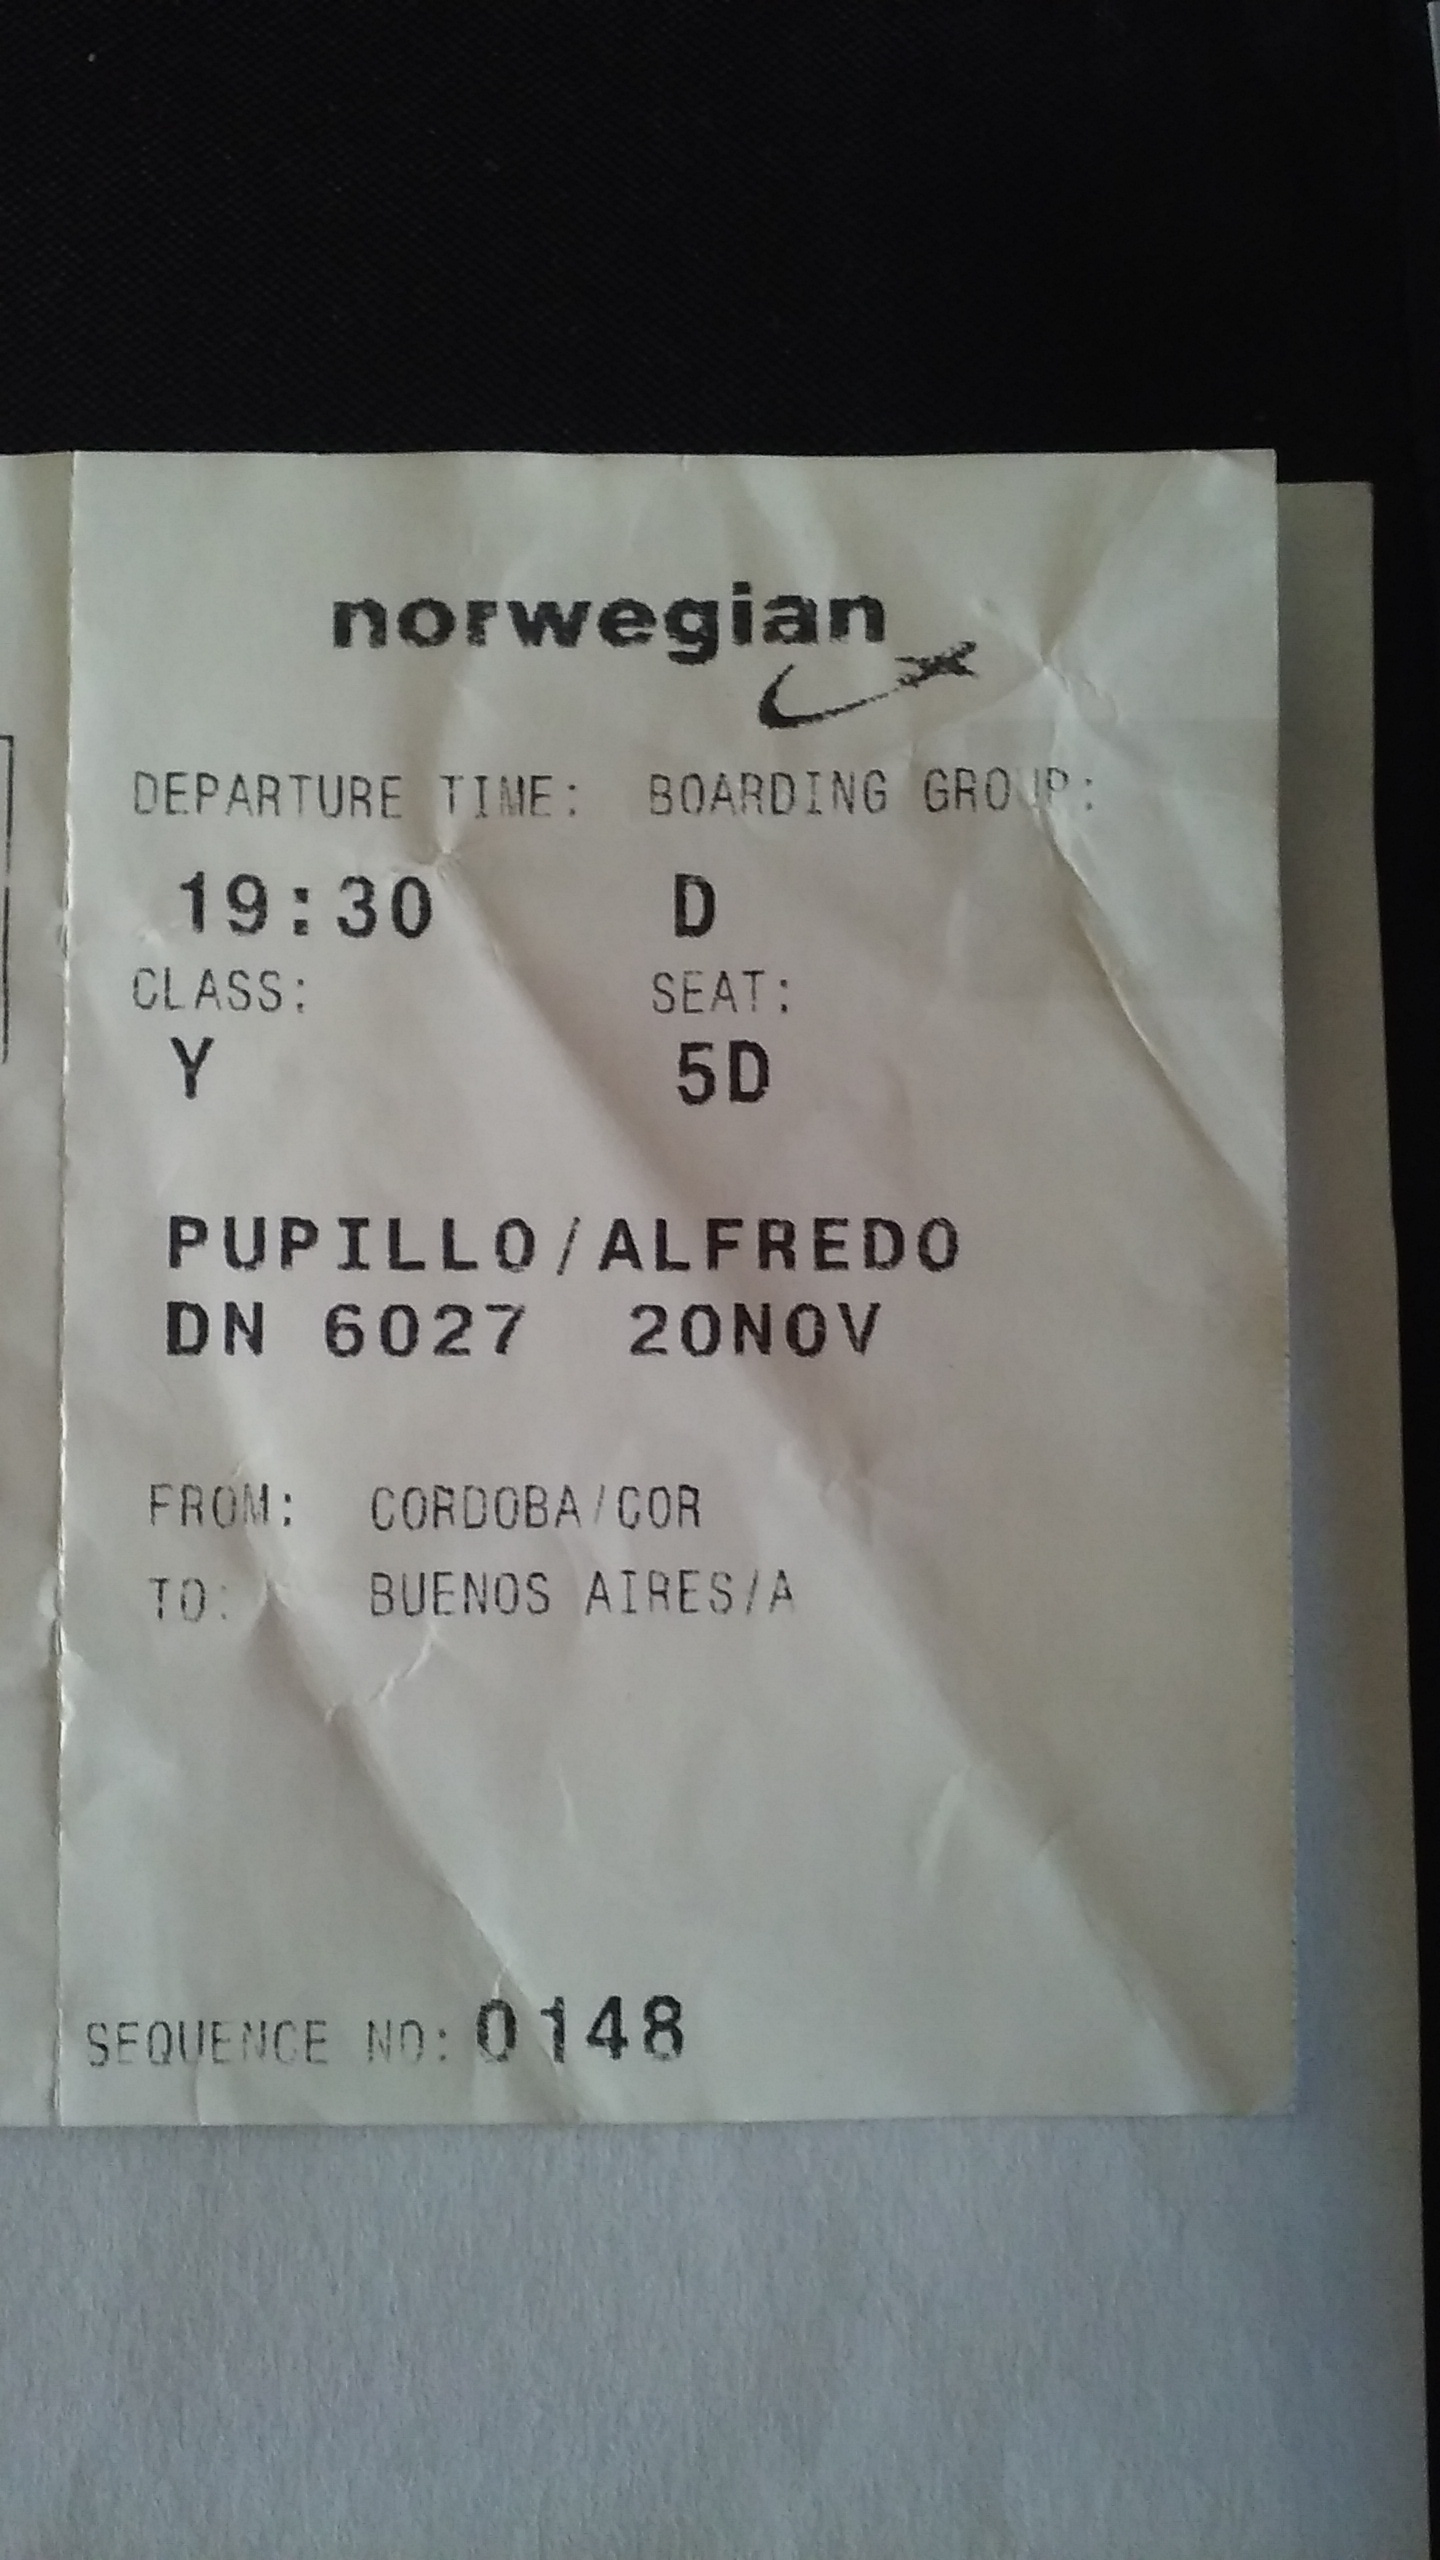 norwegian
DEPARTURE TIME: BOARDING GROUP:
19:30 D
CLASS: SEAT:
Y 5D
PUPILLO/ALFREDO
DN 6027 20NOV
FROM: CORDOBA/COR
TO: BUENOS AIRES/A
SEQUENCE NO: 0148